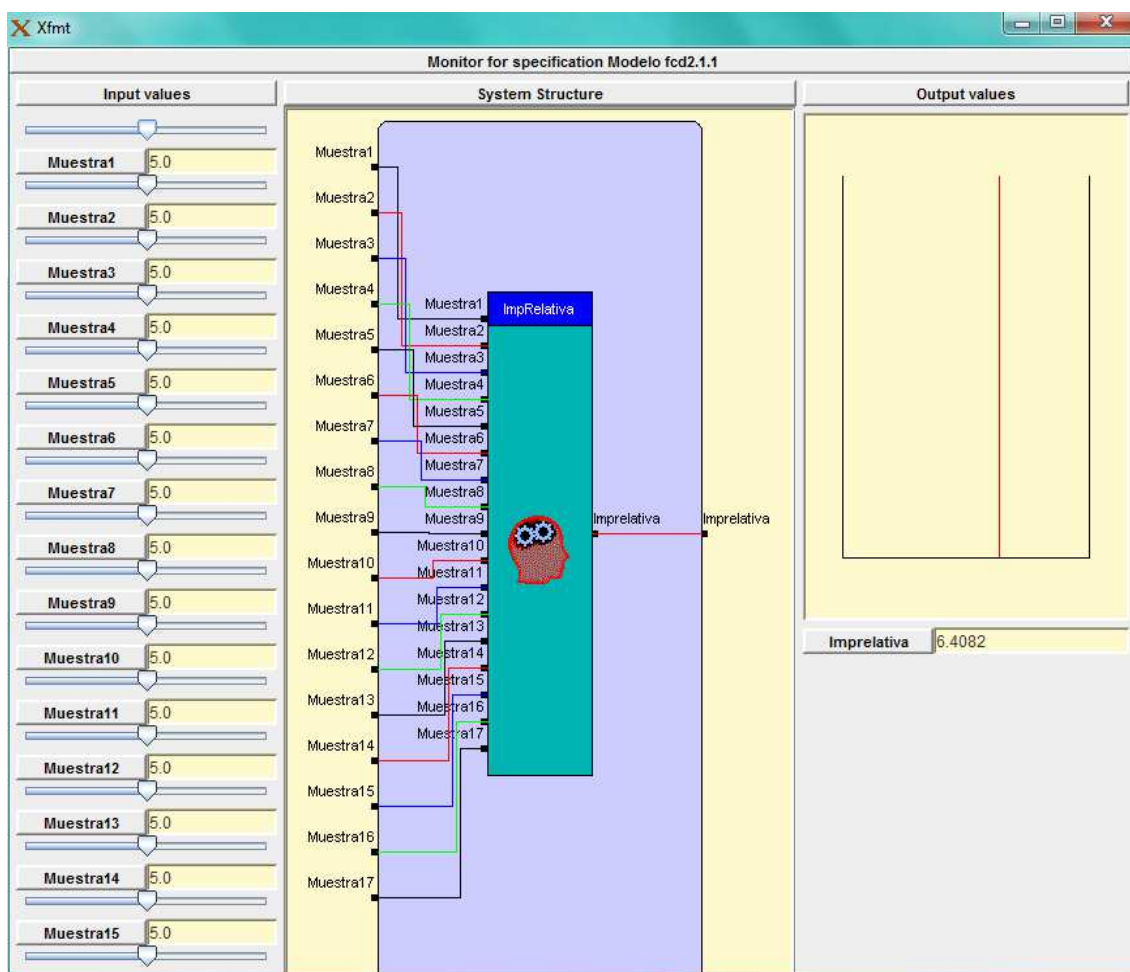 Xfmt
Monitor for specification Modelo fcd2.1.1
Input values
System Structure
Output values
Muestra1 5.0
Muestra2 5.0
Muestra3 5.0
Muestra4 5.0
Muestra5 5.0
Muestra6 5.0
Muestra7 5.0
Muestra8 5.0
Muestra9 5.0
Muestra10 5.0
Muestra11 5.0
Muestra12 5.0
Muestra13 5.0
Muestra14 5.0
Muestra15 5.0
Muestra1
Muestra2
Muestra3
Muestra4
Muestra5
Muestra6
Muestra7
Muestra8
Muestra9
Muestra10
Muestra11
Muestra12
Muestra13
Muestra14
Muestra15
Muestra16
Muestra17
Muestra1
Muestra2
Muestra3
Muestra4
Muestra5
Muestra6
Muestra7
Muestra8
Muestra9
Muestra10
Muestra11
Muestra12
Muestra13
Muestra14
Muestra15
Muestra16
Muestra17
ImpRelativa
Imprelativa
Imprelativa
Imprelativa 6.4082